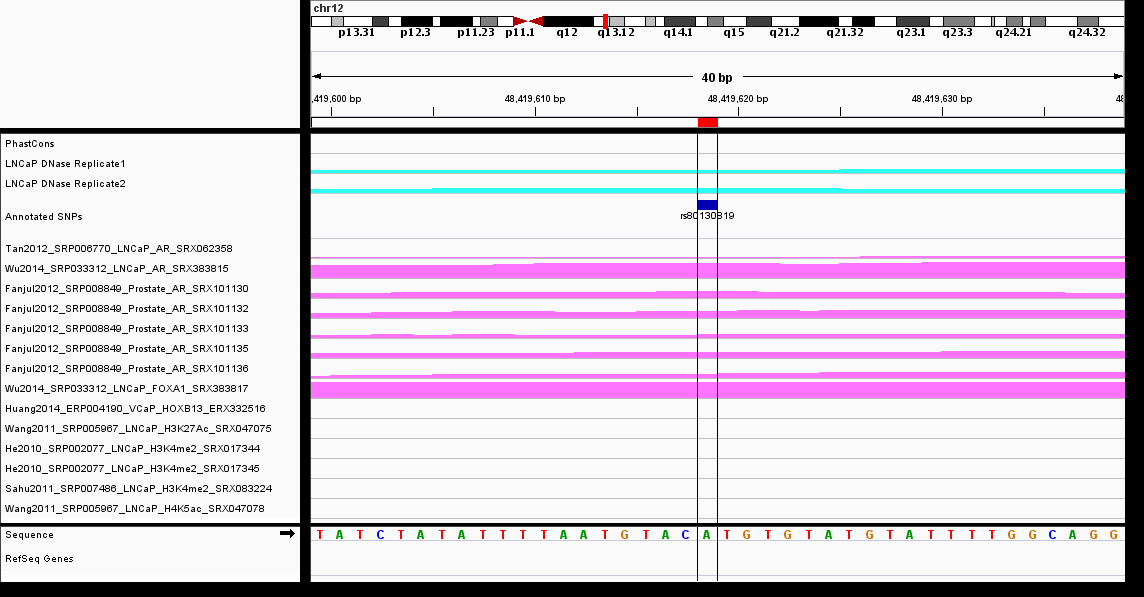 chr12
p13.31 p12.3 p11.23 p11.1 q12 q13.12 q14.1 q15 q21.2 q21.32 q23.1 q23.3 q24.21 q24.32
40 bp
,419,600 bp 48,419,610 bp 48,419,620 bp 48,419,630 bp 48
PhastCons
LNCaP DNase Replicate1
LNCaP DNase Replicate2
Annotated SNPs
rs80130819
Tan2012_SRP006770_LNCaP_AR_SRX062358
Wu2014_SRP033312_LNCaP_AR_SRX383815
Fanjul2012_SRP008849_Prostate_AR_SRX101130
Fanjul2012_SRP008849_Prostate_AR_SRX101132
Fanjul2012_SRP008849_Prostate_AR_SRX101133
Fanjul2012_SRP008849_Prostate_AR_SRX101135
Fanjul2012_SRP008849_Prostate_AR_SRX101136
Wu2014_SRP033312_LNCaP_FOXA1_SRX383817
Huang2014_ERP004190_VCaP_HOXB13_ERX332516
Wang2011_SRP005967_LNCaP_H3K27Ac_SRX047075
He2010_SRP002077_LNCaP_H3K4me2_SRX017344
He2010_SRP002077_LNCaP_H3K4me2_SRX017345
Sahu2011_SRP007486_LNCaP_H3K4me2_SRX083224
Wang2011_SRP005967_LNCaP_H4K5ac_SRX047078
Sequence T A T C T A T A T T T T A A T G T A C A T G T G T A T G T A T T T T G G C A G G
RefSeq Genes